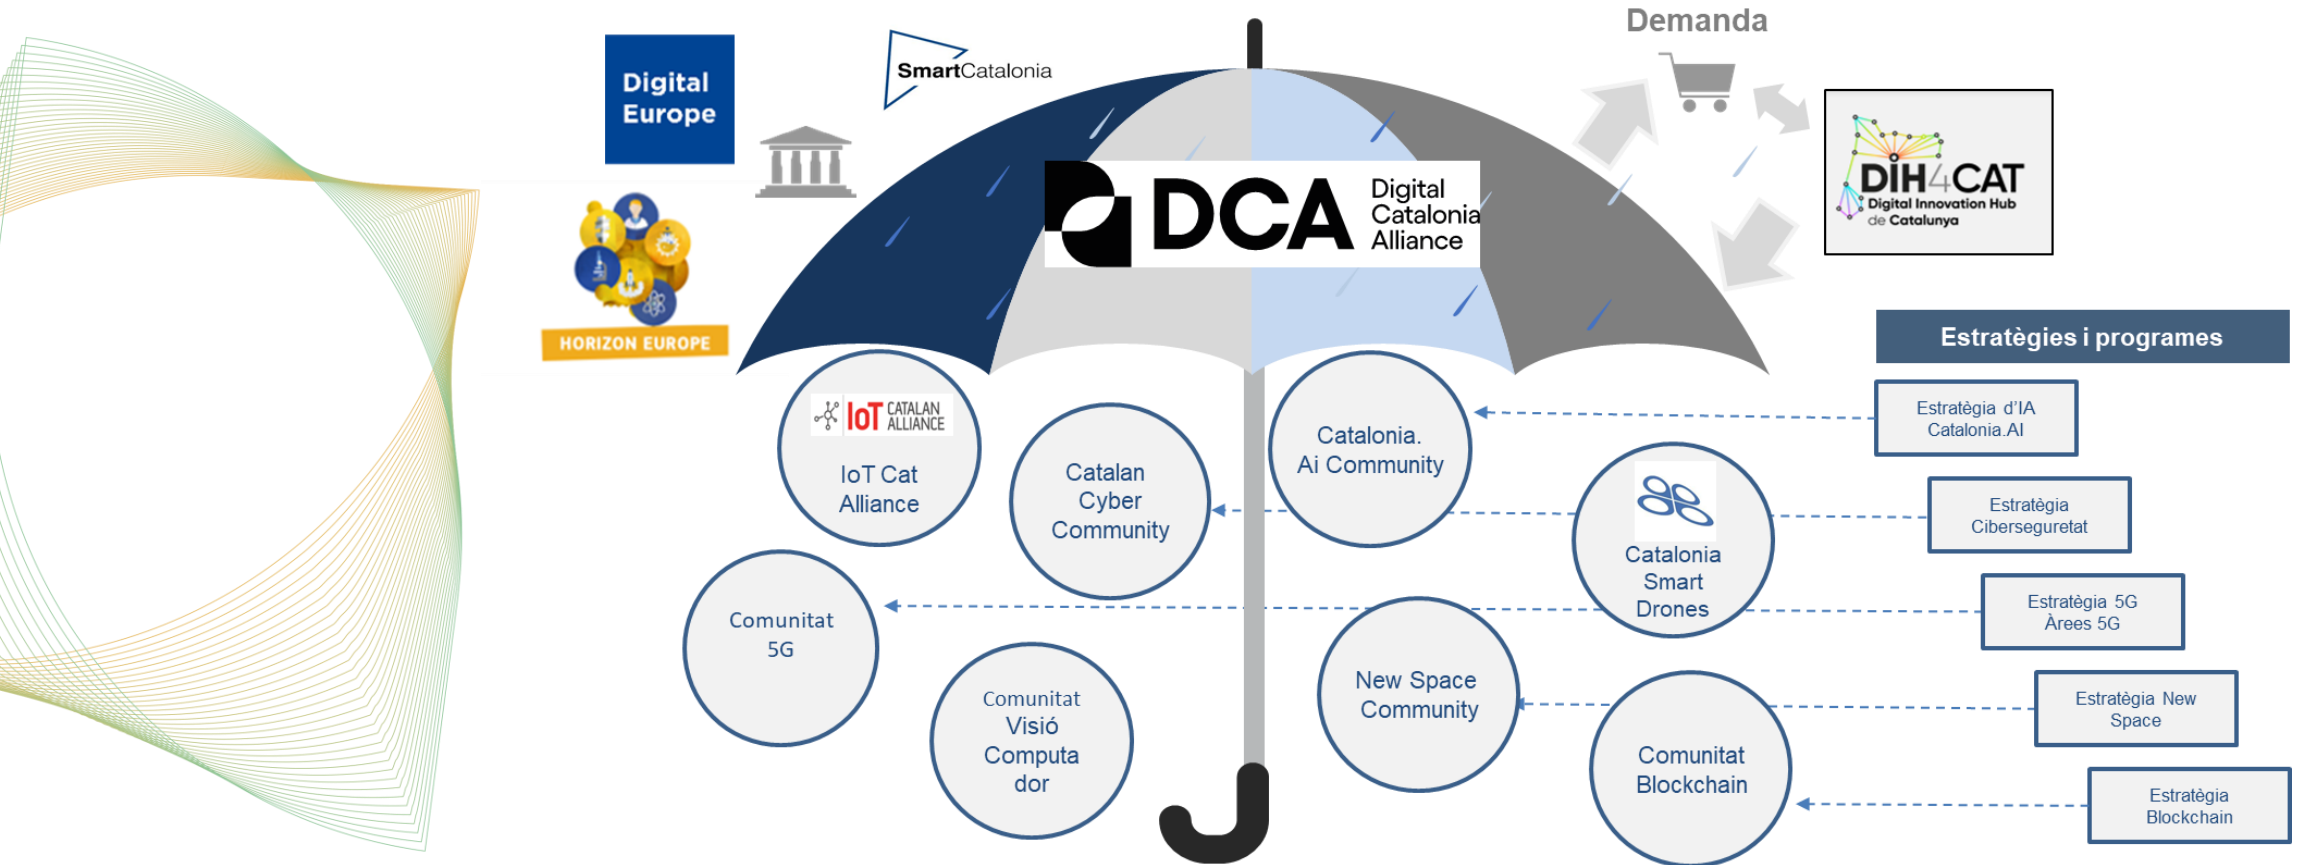 Demanda
Digital
Europe
SmartCatalonia
DCA
Digital
Catalonia
Alliance
DIH4CAT
Digital Innovation Hub
de Catalunya
HORIZON EUROPE
Estratègies i programes
IoT CATALAN
ALLIANCE
IoT Cat
Alliance
Catalan
Cyber
Community
Catalonia.
Ai Community
Catalonia
Smart
Drones
Comunitat
5G
Comunitat
Visió
Computa
dor
New Space
Community
Comunitat
Blockchain
Estratègia d'IA
Catalonia.AI
Estratègia
Ciberseguretat
Estratègia 5G
Àrees 5G
Estratègia New
Space
Estratègia
Blockchain